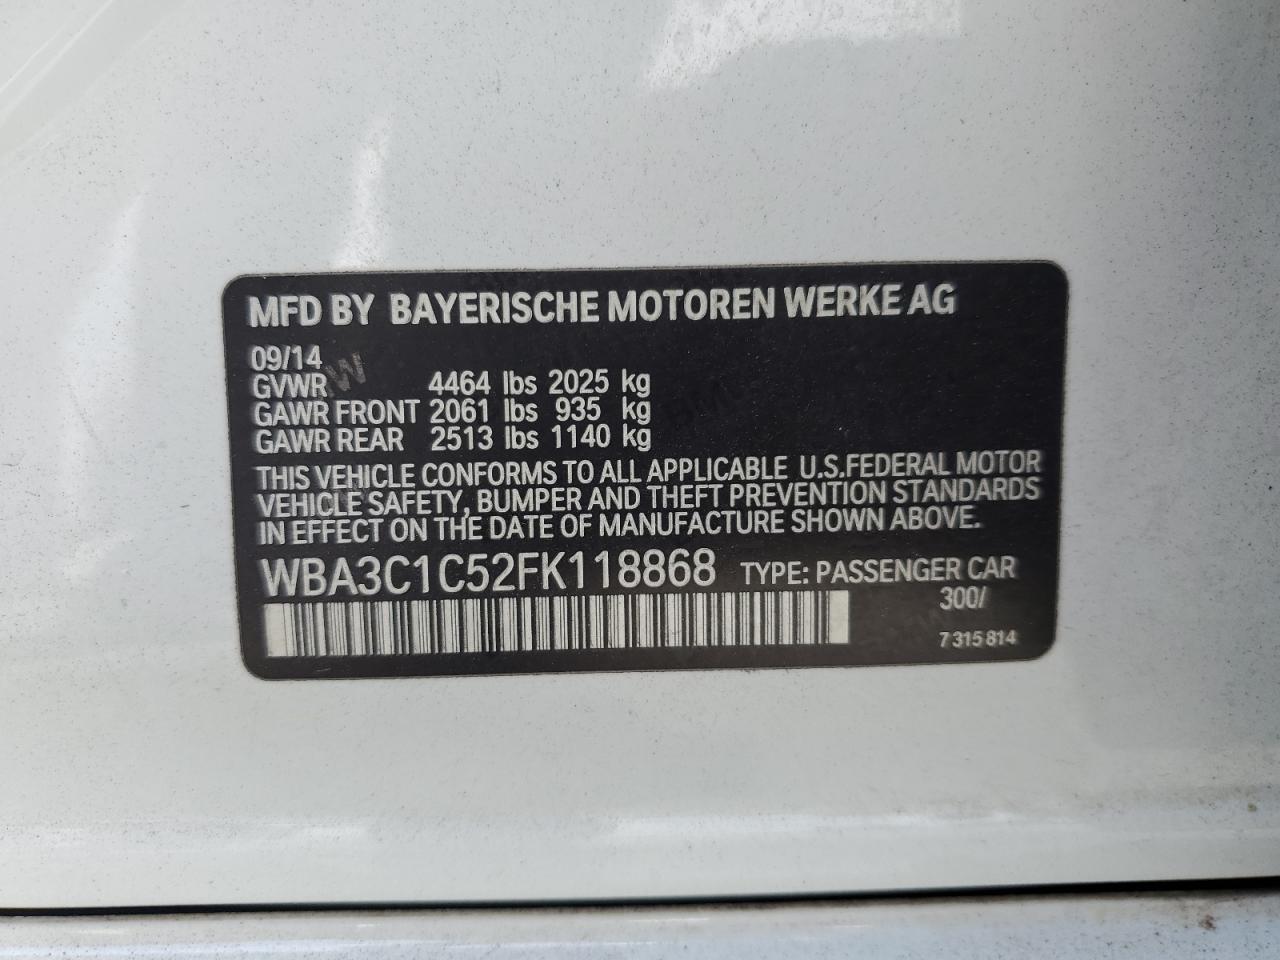 MFD BY BAYERISCHE MOTOREN WERKE AG
09/14
GVWR 4464 lbs 2025 kg
GAWR FRONT 2061 lbs 935 kg
GAWR REAR 2513 lbs 1140 kg
THIS VEHICLE CONFORMS TO ALL APPLICABLE U.S.FEDERAL MOTOR
VEHICLE SAFETY, BUMPER AND THEFT PREVENTION STANDARDS
IN EFFECT ON THE DATE OF MANUFACTURE SHOWN ABOVE.
WBA3C1C52FK118868 TYPE: PASSENGER CAR
300/
7 315 814